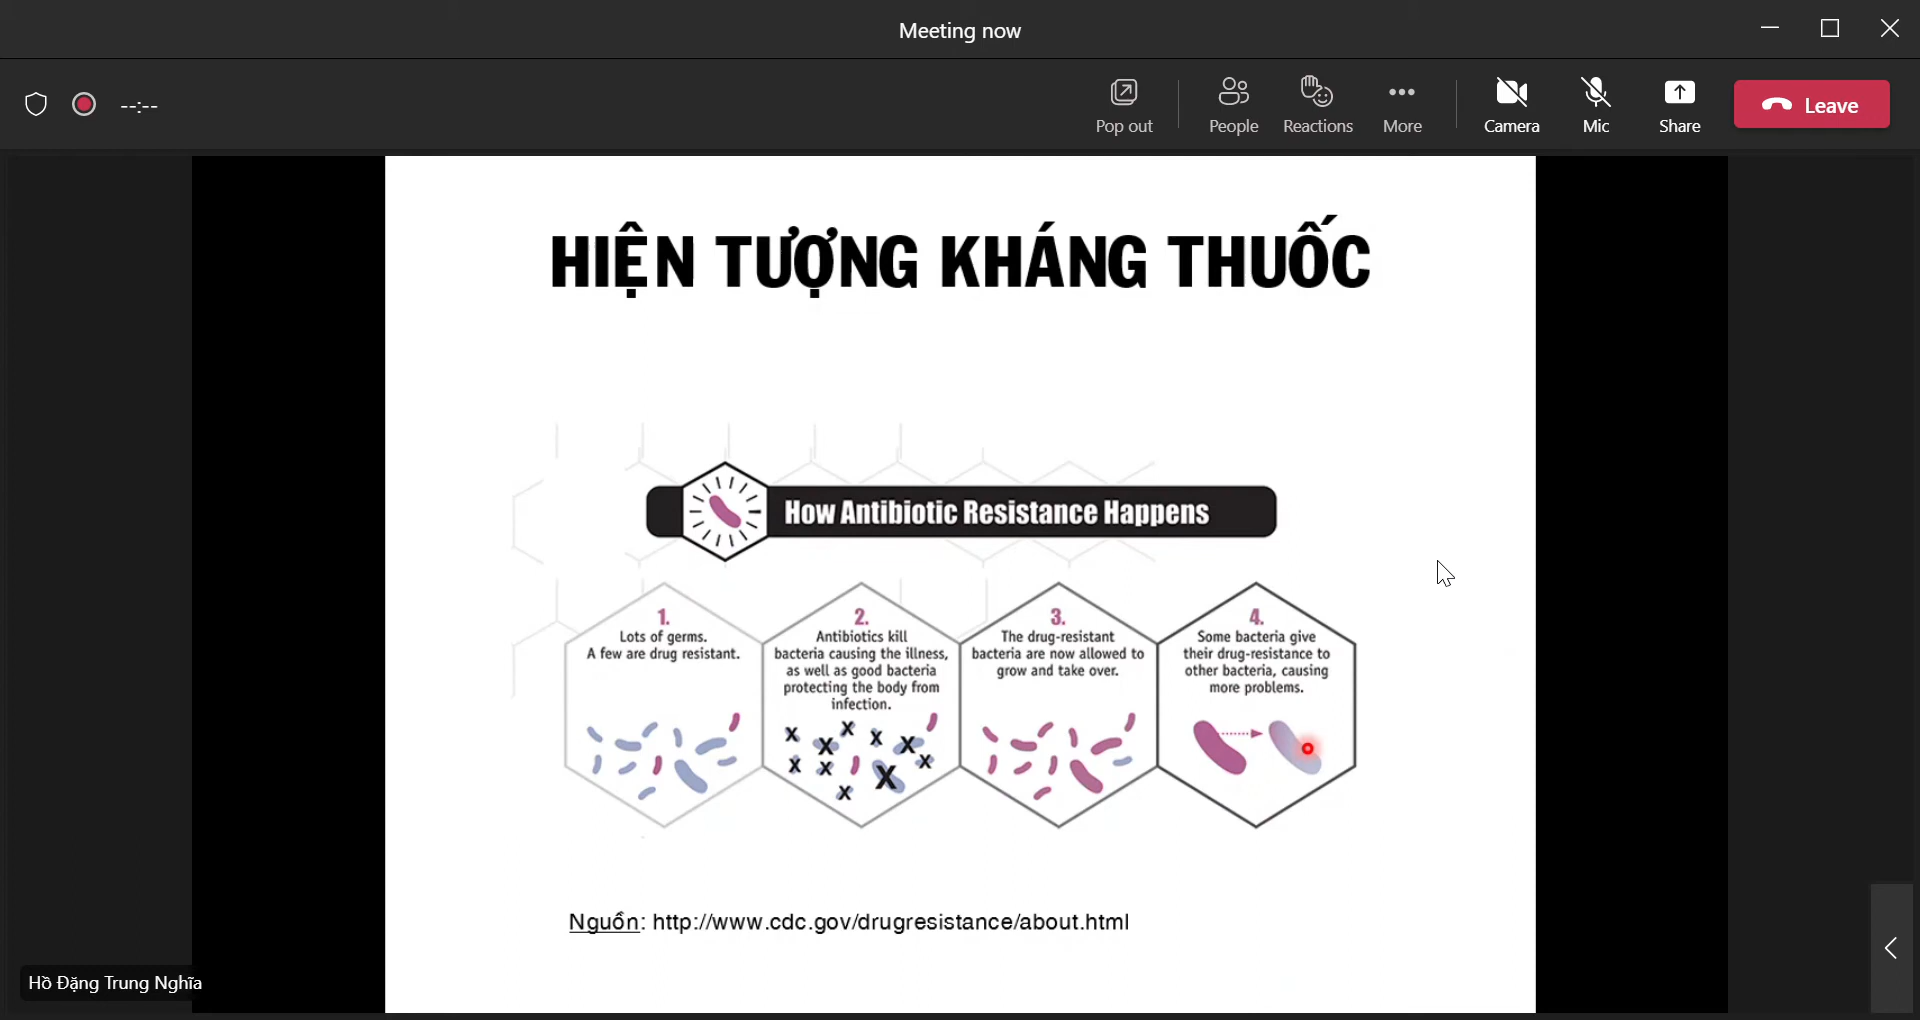 Meeting now
--:--
Pop out
People
Reactions
More
Camera
Mic
Share
Leave
HIỆN TƯỢNG KHÁNG THUỐC
How Antibiotic Resistance Happens
1.
Lots of germs.
A few are drug resistant.
2.
Antibiotics kill
bacteria causing the illness,
as well as good bacteria
protecting the body from
infection.
3.
The drug-resistant
bacteria are now allowed to
grow and take over.
4.
Some bacteria give
their drug-resistance to
other bacteria, causing
more problems.
Nguồn: http://www.cdc.gov/drugresistance/about.html
Hồ Đặng Trung Nghĩa